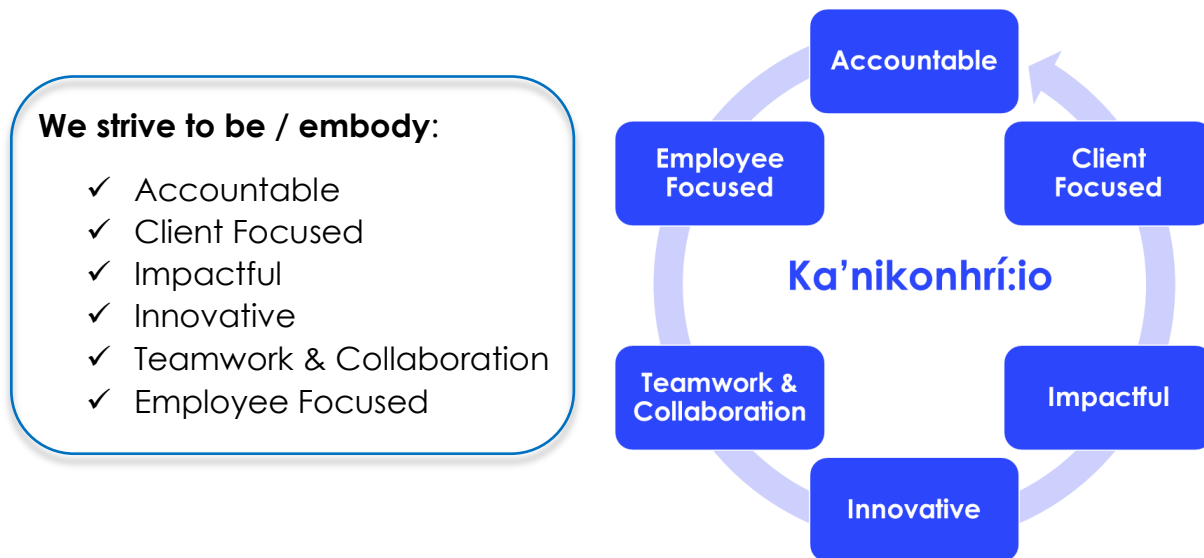 We strive to be / embody:
✓ Accountable
✓ Client Focused
✓ Impactful
✓ Innovative
✓ Teamwork & Collaboration
✓ Employee Focused
Accountable
Client
Focused
Impactful
Innovative
Teamwork &
Collaboration
Employee
Focused
Ka’nikonhrí:io